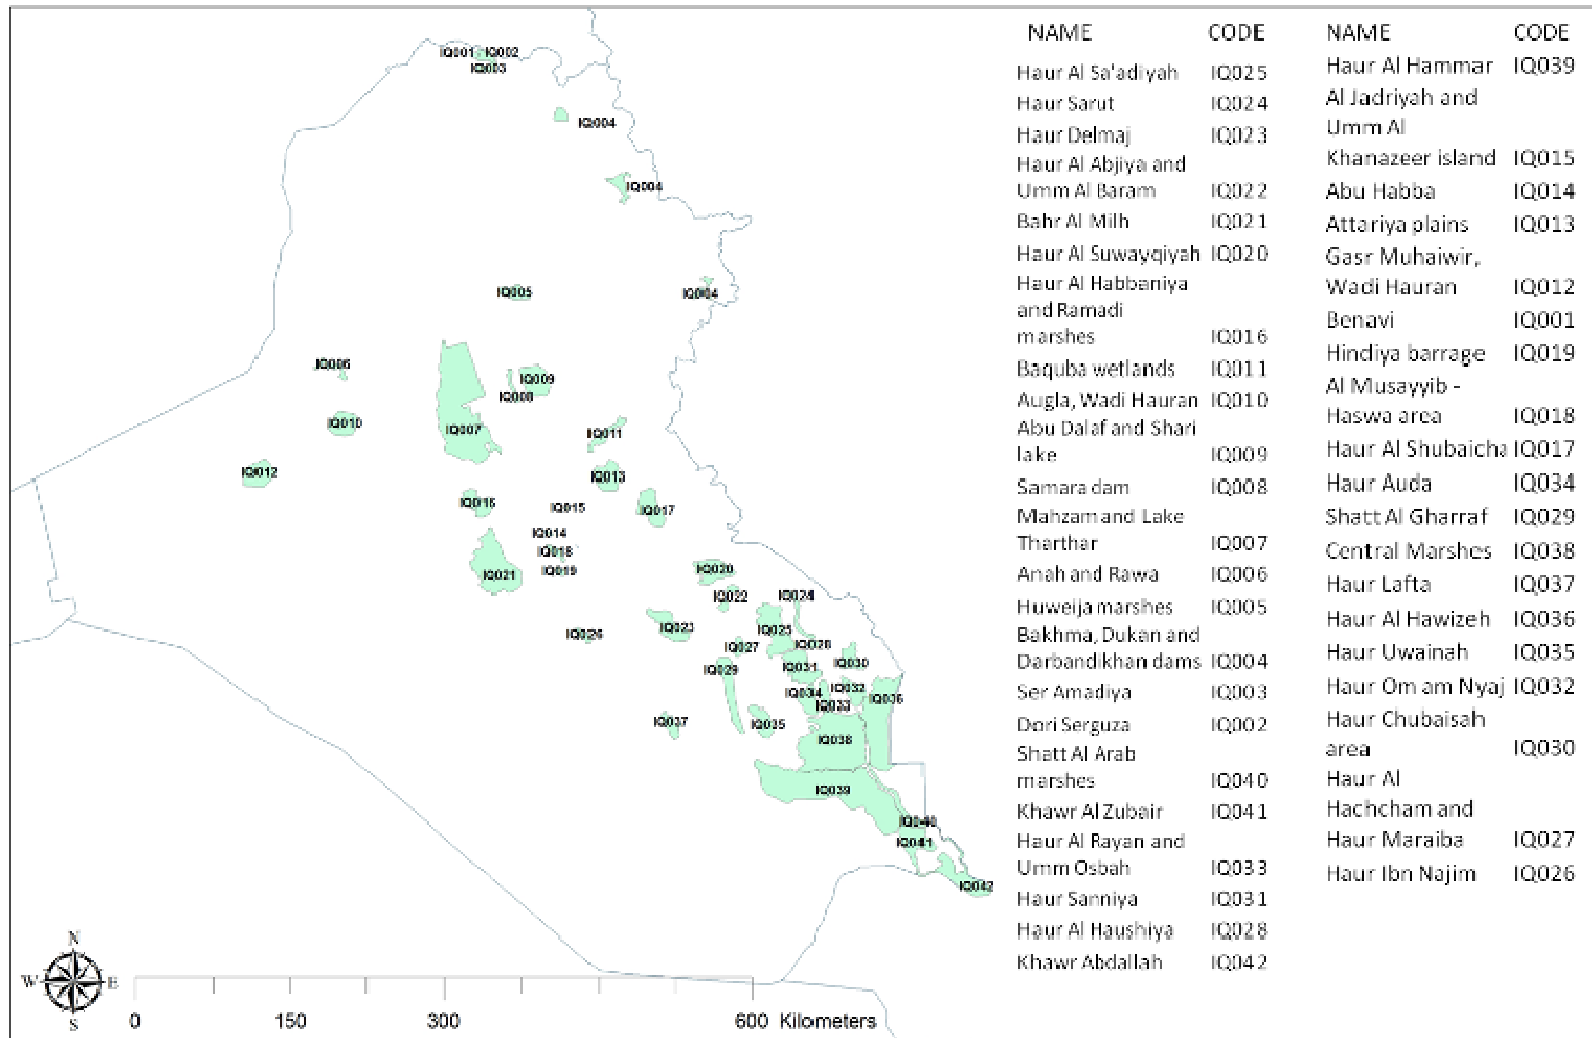 IQ001 IQ002
IQ003
IQ004
IQ004
IQ005
IQ004
IQ006
IQ009
IQ008
IQ010
IQ007
IQ011
IQ012
IQ013
IQ016
IQ015
IQ017
IQ014
IQ018
IQ019
IQ021
IQ020
IQ022
IQ024
IQ023
IQ025
IQ026
IQ027
IQ028
IQ029
IQ031
IQ030
IQ034
IQ032
IQ033
IQ036
IQ037
IQ035
IQ038
IQ039
IQ040
IQ041
IQ042
N
W E
S
0 150 300 600 Kilometers
NAME CODE
Haur Al Sa'adiyah IQ025
Haur Sarut IQ024
Haur Delmaj IQ023
Haur Al Abjiya and
Umm Al Baram IQ022
Bahr Al Milh IQ021
Haur Al Suwayqiyah IQ020
Haur Al Habbaniya
and Ramadi
marshes IQ016
Baquba wetlands IQ011
Augla, Wadi Hauran IQ010
Abu Dalaf and Shari
lake IQ009
Samara dam IQ008
Mahzam and Lake
Tharthar IQ007
Anah and Rawa IQ006
Huweija marshes IQ005
Bakhma, Dukan and
Darbandikhan dams IQ004
Ser Amadiya IQ003
Dori Serguza IQ002
Shatt Al Arab
marshes IQ040
Khawr Al Zubair IQ041
Haur Al Rayan and
Umm Osbah IQ033
Haur Sanniya IQ031
Haur Al Haushiya IQ028
Khawr Abdallah IQ042
NAME CODE
Haur Al Hammar IQ039
Al Jadriyah and
Umm Al
Khanazeer island IQ015
Abu Habba IQ014
Attariya plains IQ013
Gasr Muhaiwir,
Wadi Hauran IQ012
Benavi IQ001
Hindiya barrage IQ019
Al Musayyib -
Haswa area IQ018
Haur Al Shubaicha IQ017
Haur Auda IQ034
Shatt Al Gharraf IQ029
Central Marshes IQ038
Haur Lafta IQ037
Haur Al Hawizeh IQ036
Haur Uwainah IQ035
Haur Om am Nyaj IQ032
Haur Chubaisah
area IQ030
Haur Al
Hachcham and
Haur Maraiba IQ027
Haur Ibn Najim IQ026